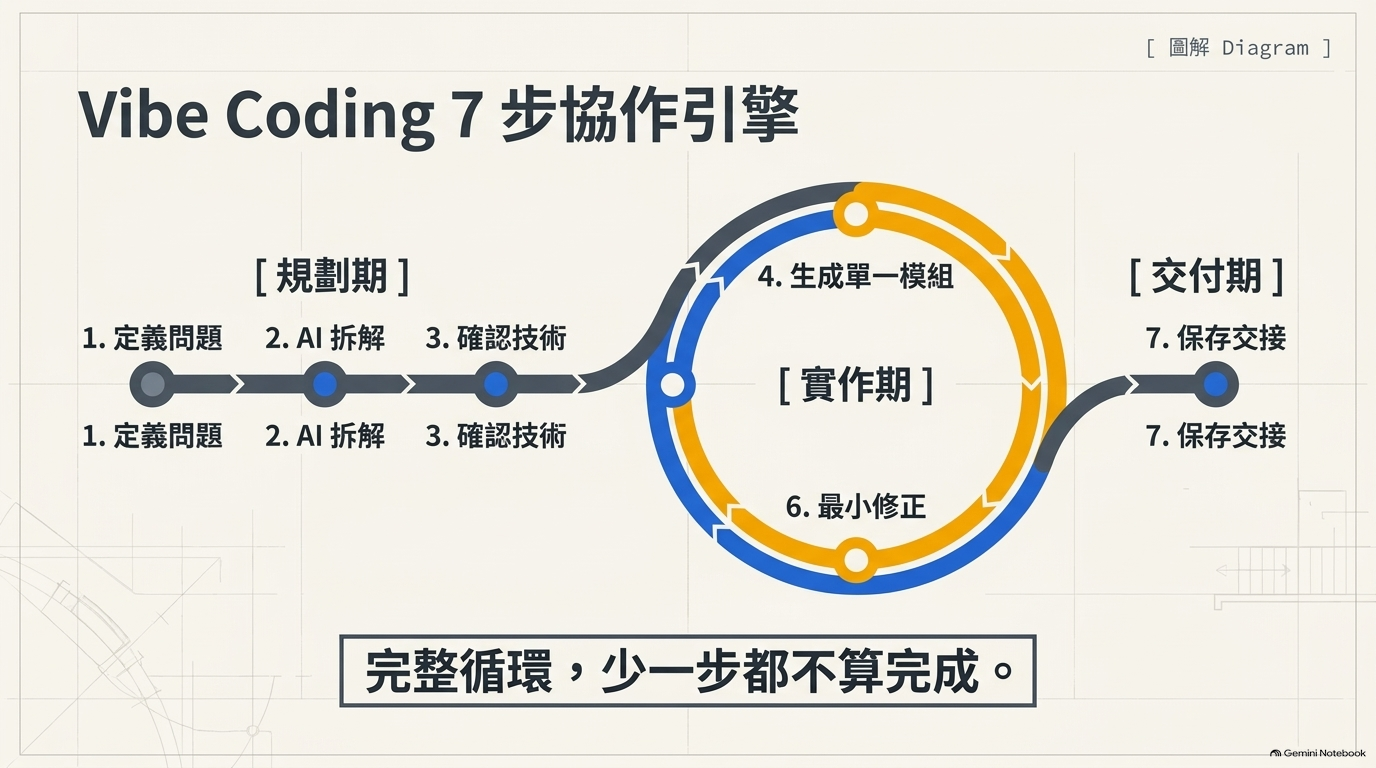 [ 圖解 Diagram ]
Vibe Coding 7 步協作引擎
[ 規劃期 ]
1. 定義問題
2. AI 拆解
3. 確認技術
1. 定義問題
2. AI 拆解
3. 確認技術
4. 生成單一模組
[ 實作期 ]
6. 最小修正
[ 交付期 ]
7. 保存交接
7. 保存交接
完整循環，少一步都不算完成。
Gemini Notebook